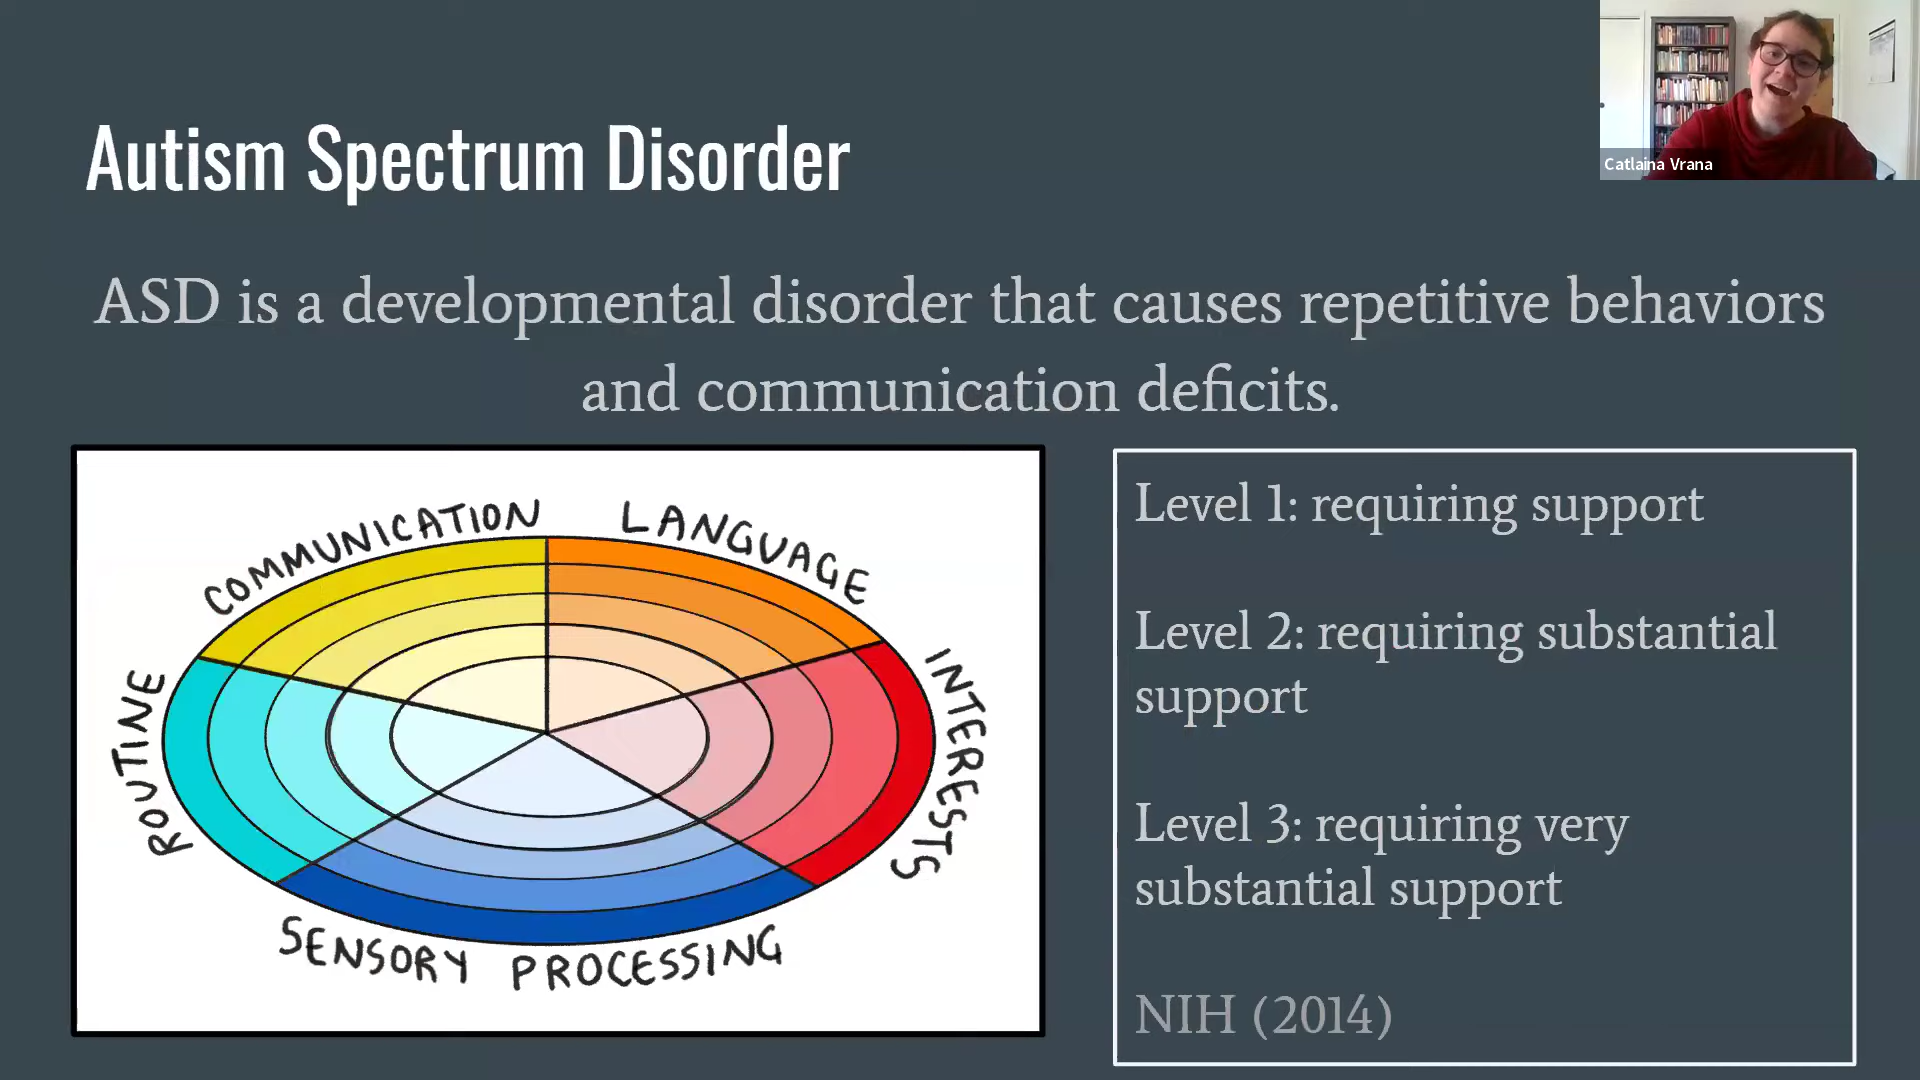 Autism Spectrum Disorder
Catlaina Vrana
ASD is a developmental disorder that causes repetitive behaviors
and communication deficits.
COMMUNICATION
LANGUAGE
INTERESTS
SENSORY PROCESSING
ROUTINE
Level 1: requiring support
Level 2: requiring substantial
support
Level 3: requiring very
substantial support
NIH (2014)